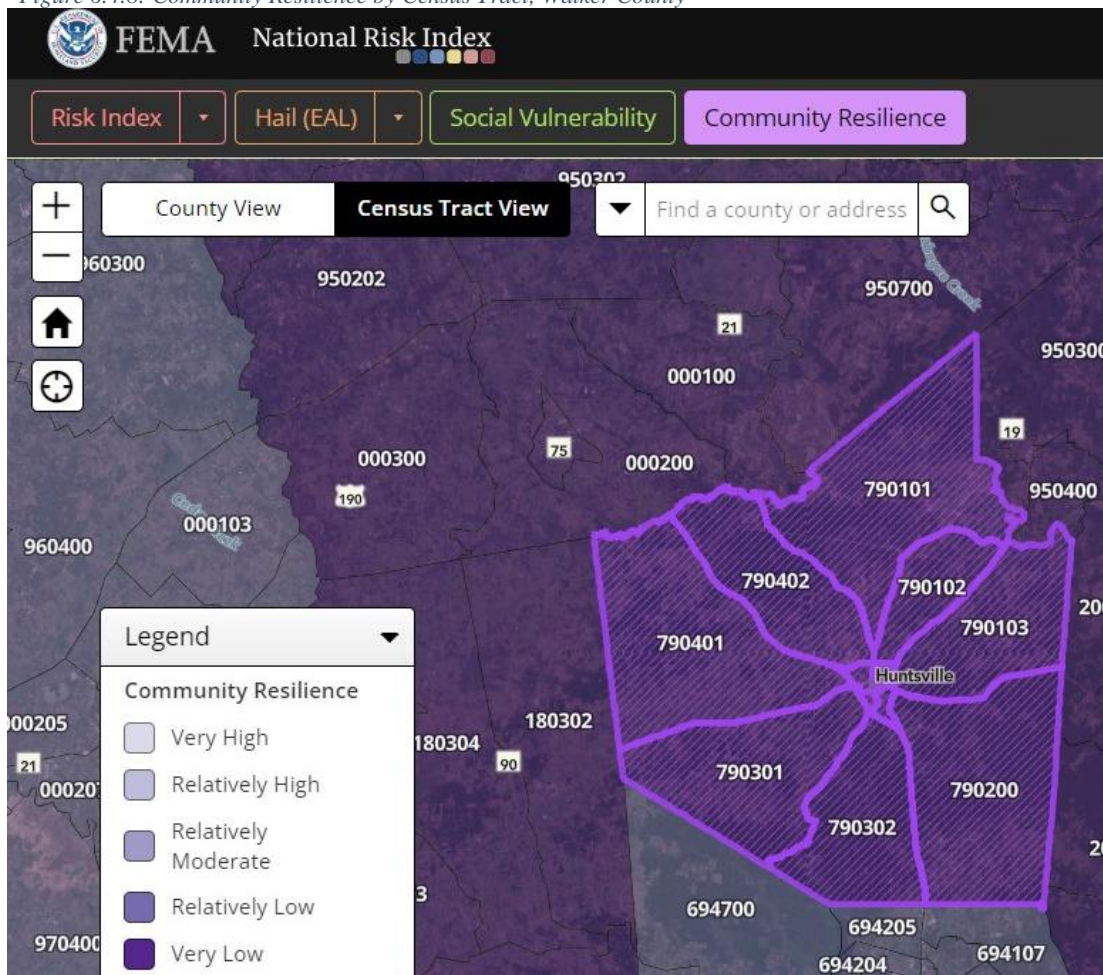 Figure 3.4.8: Community Resilience by Census Tract, Walker County
FEMA National Risk Index
Risk Index Hail (EAL) Social Vulnerability Community Resilience
950302
+ County View Census Tract View Find a county or address
−
960300
950202
950700
21
950300
000100
19
000300
75
000200
790101
950400
190
000103
960400
790402
790102
790103
790401
Huntsville
Legend
Community Resilience
Very High
Relatively High
Relatively
Moderate
Relatively Low
Very Low
180302
180304
21
90
790301
790200
790302
694700
694205
970400
694204
694107